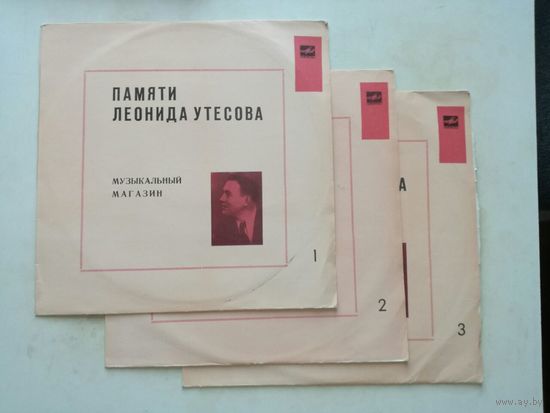 ПАМЯТИ
ЛЕОНИДА УТЕСОВА
МУЗЫКАЛЬНЫЙ
МАГАЗИН
1
2
А
3
www.ay.by